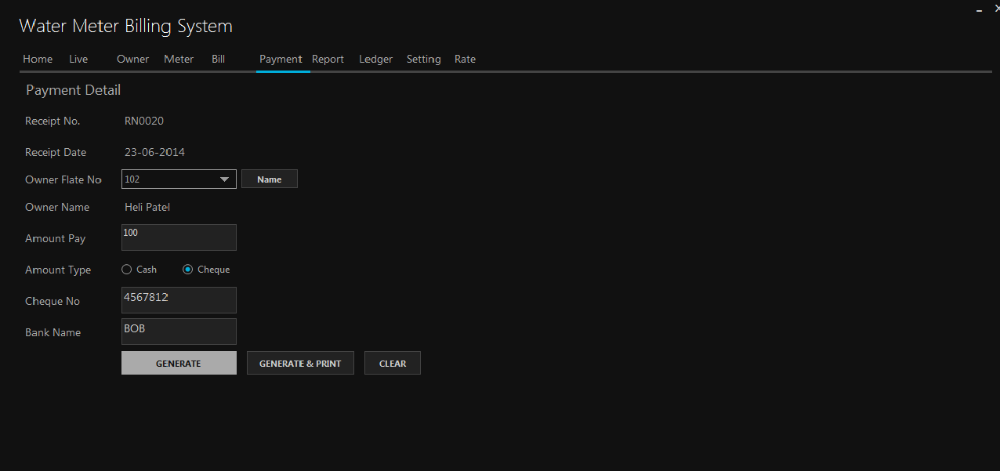 Water Meter Billing System
Home Live Owner Meter Bill Payment Report Ledger Setting Rate
Payment Detail
Receipt No. RN0020
Receipt Date 23-06-2014
Owner Flate No 102 Name
Owner Name Heli Patel
Amount Pay 100
Amount Type Cash Cheque
Cheque No 4567812
Bank Name BOB
GENERATE GENERATE & PRINT CLEAR